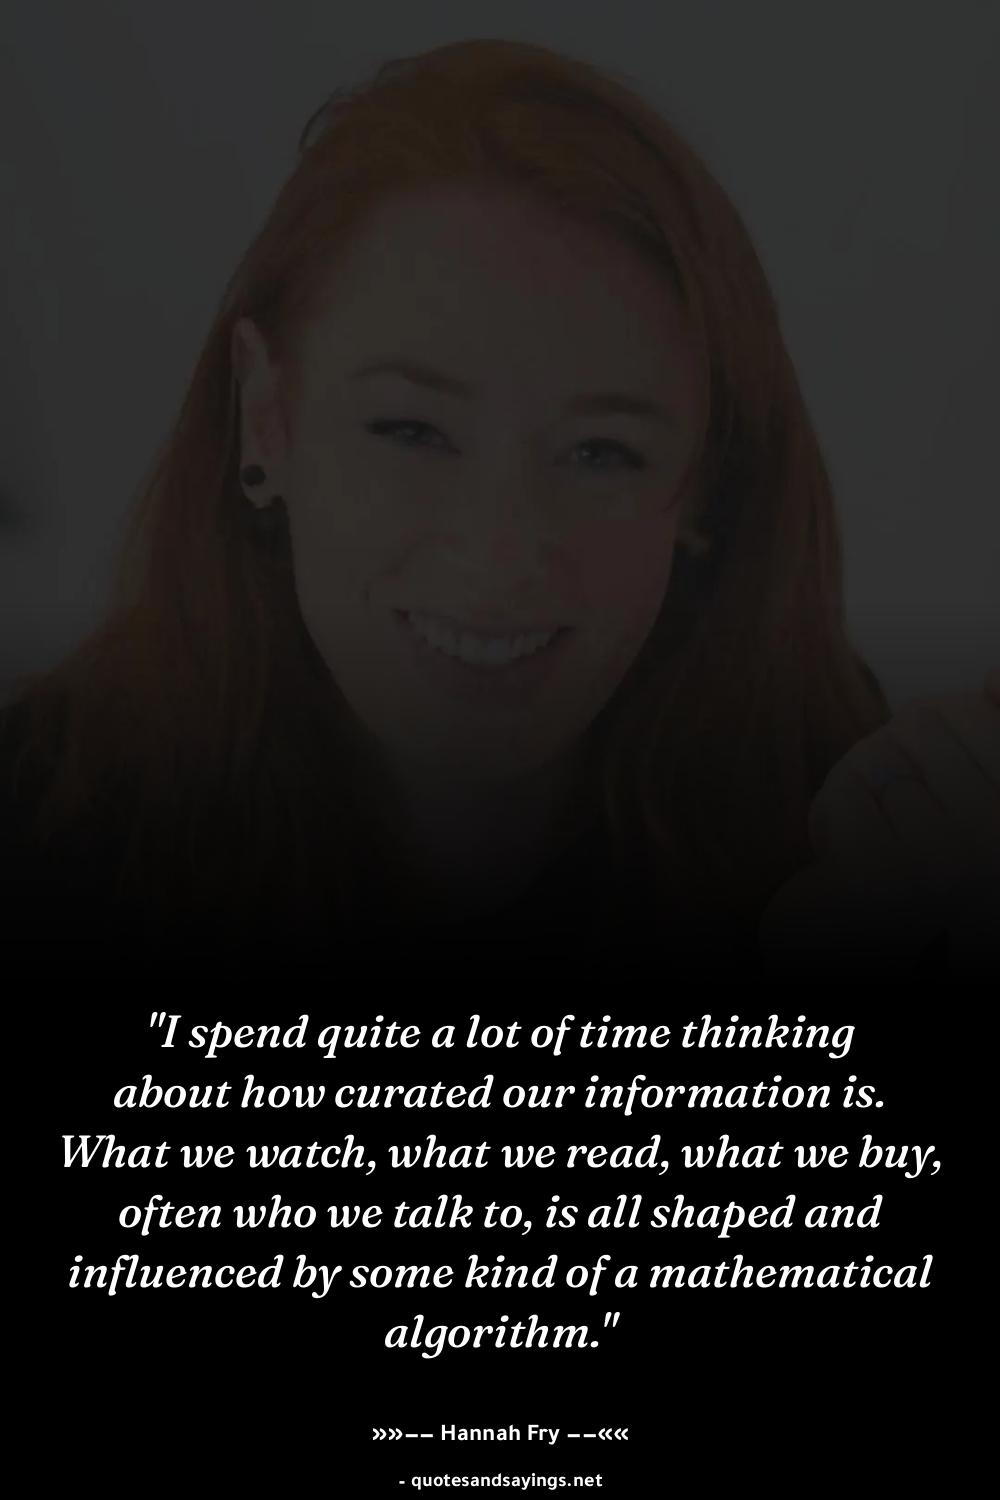 "I spend quite a lot of time thinking
about how curated our information is.
What we watch, what we read, what we buy,
often who we talk to, is all shaped and
influenced by some kind of a mathematical
algorithm."
»»–– Hannah Fry ––««
- quotesandsayings.net